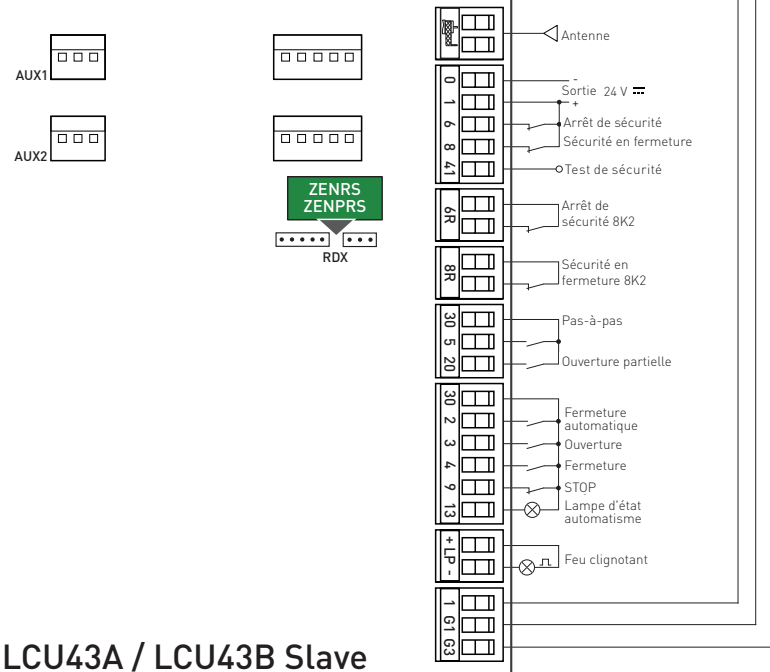 AUX1
AUX2
ZENRS
ZENPRS
RDX
Antenne
0
1
6
8
41
-
Sortie 24 V
+
Arrêt de sécurité
Sécurité en fermeture
Test de sécurité
6R
Arrêt de
sécurité 8K2
8R
Sécurité en
fermeture 8K2
30
5
20
Pas-à-pas
Ouverture partielle
30
2
3
4
9
13
Fermeture
automatique
Ouverture
Fermeture
STOP
Lampe d'état
automatisme
+ LP -
Feu clignotant
1
G1
G3
LCU43A / LCU43B Slave